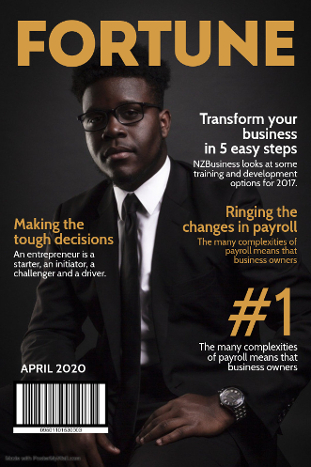 FORTUNE
Transform your
business
in 5 easy steps
NZBusiness looks at some
training and development
options for 2017.
Ringing the
changes in payroll
The many complexities of
payroll means that
business owners
Making the
tough decisions
An entrepreneur is a
starter, an initiator, a
challenger and a driver.
#1
The many complexities
of payroll means that
business owners
APRIL 2020
Made with PosterMyWall.com